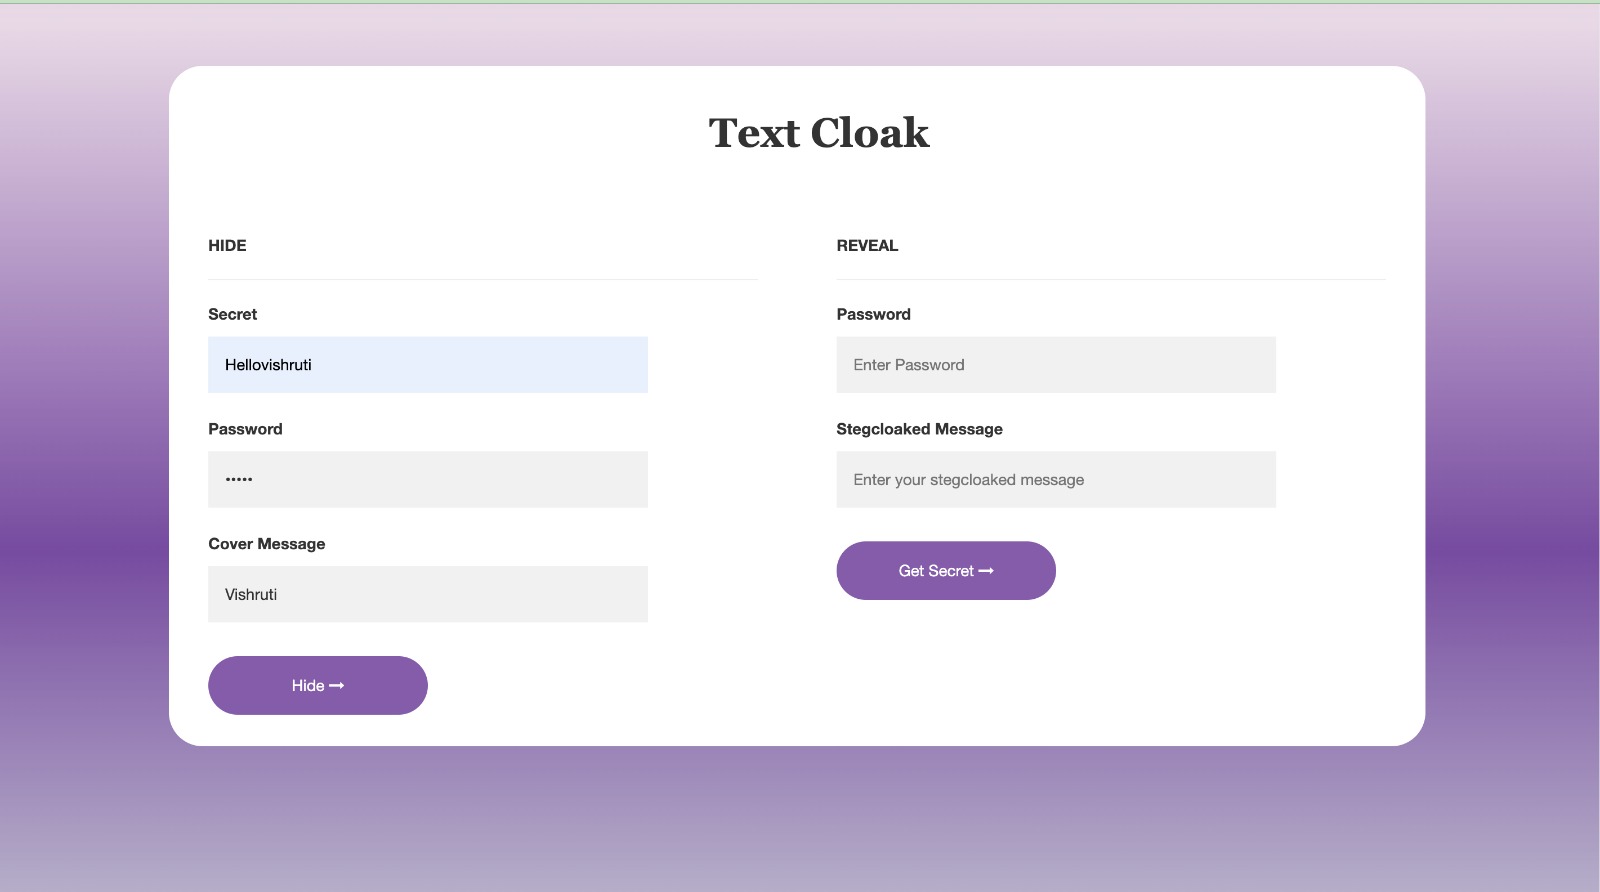 Text Cloak
HIDE
Secret
Hellovishruti
Password
•••••
Cover Message
Vishruti
Hide ➞
REVEAL
Password
Enter Password
Stegcloaked Message
Enter your stegcloaked message
Get Secret ➞